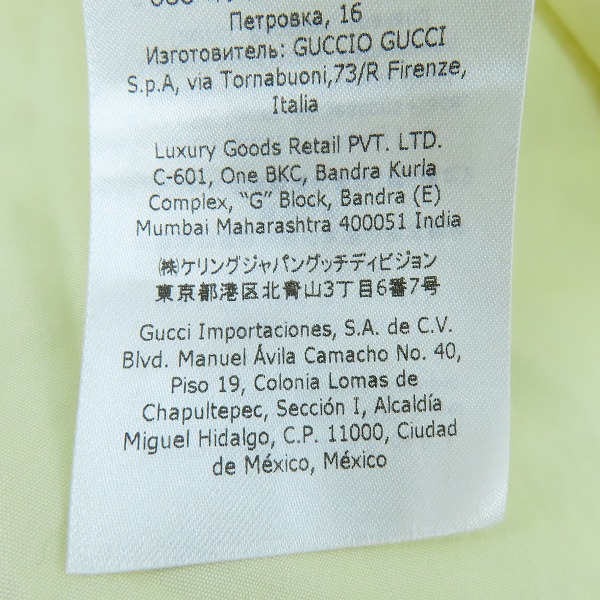 Петровка, 16
Изготовитель: GUCCIO GUCCI
S.p.A, via Tornabuoni,73/R Firenze,
Italia
Luxury Goods Retail PVT. LTD.
C-601, One BKC, Bandra Kurla
Complex, “G” Block, Bandra (E)
Mumbai Maharashtra 400051 India
㈱ケリングジャパングッチディビジョン
東京都港区北青山3丁目6番7号
Gucci Importaciones, S.A. de C.V.
Blvd. Manuel Ávila Camacho No. 40,
Piso 19, Colonia Lomas de
Chapultepec, Sección I, Alcaldía
Miguel Hidalgo, C.P. 11000, Ciudad
de México, México